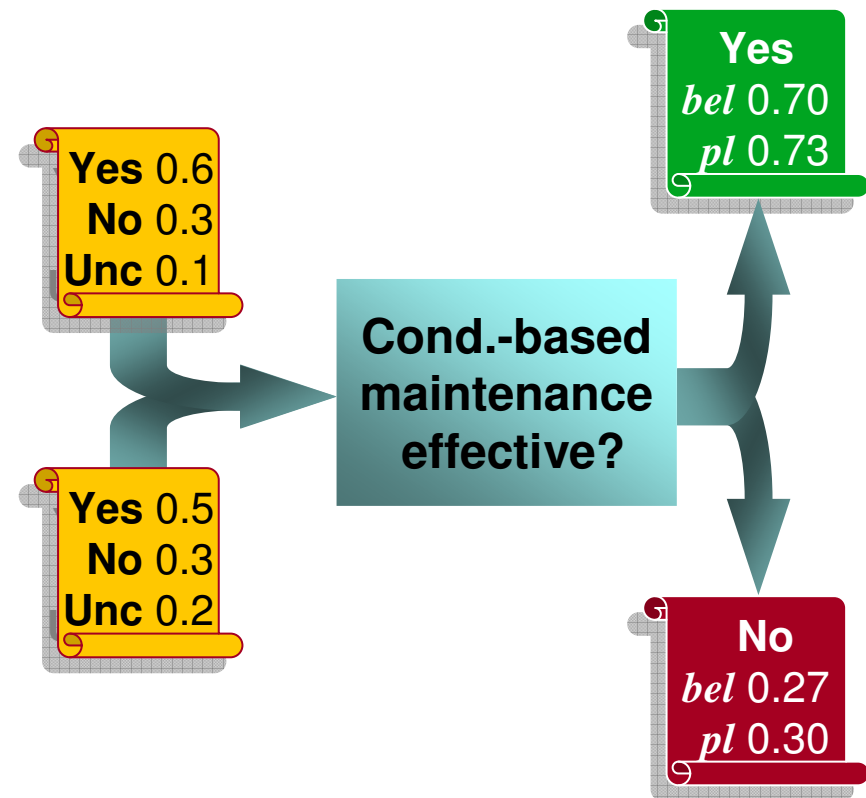 Yes 0.6
No 0.3
Unc 0.1
Yes 0.5
No 0.3
Unc 0.2
Cond.-based
maintenance
effective?
Yes
bel 0.70
pl 0.73
No
bel 0.27
pl 0.30